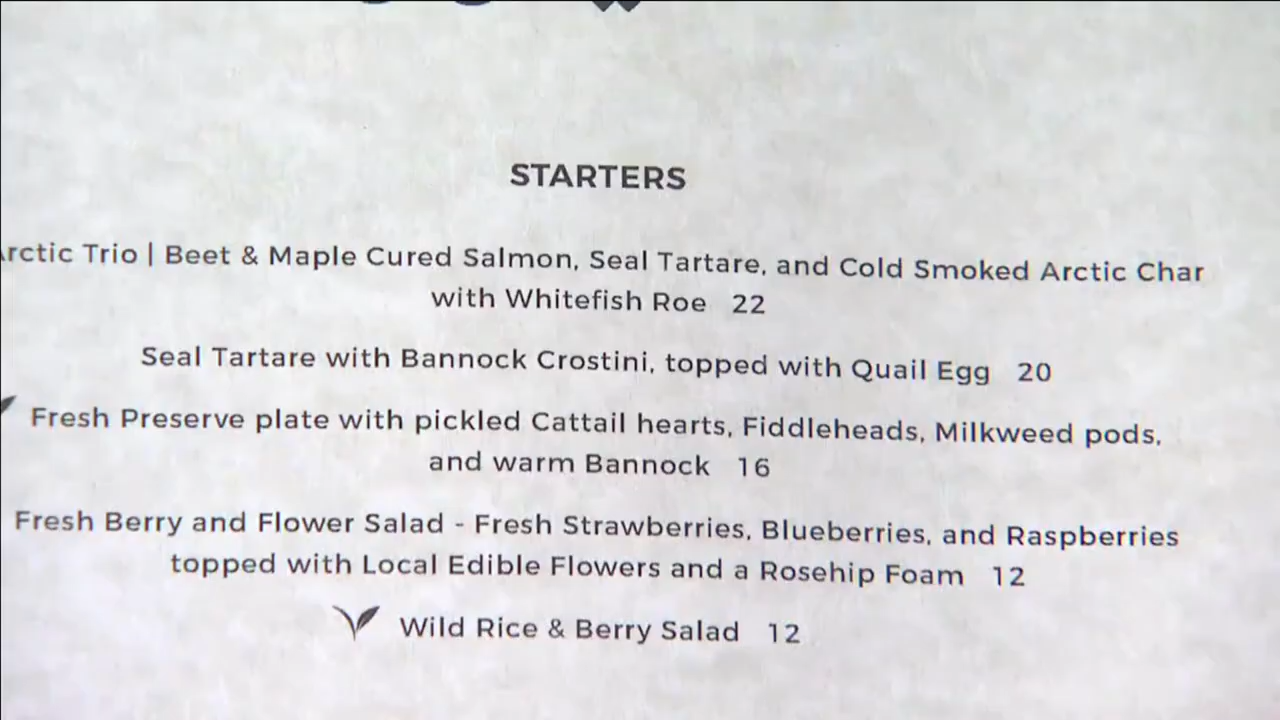 STARTERS
Arctic Trio | Beet & Maple Cured Salmon, Seal Tartare, and Cold Smoked Arctic Char
with Whitefish Roe 22
Seal Tartare with Bannock Crostini, topped with Quail Egg 20
Fresh Preserve plate with pickled Cattail hearts, Fiddleheads, Milkweed pods,
and warm Bannock 16
Fresh Berry and Flower Salad - Fresh Strawberries, Blueberries, and Raspberries
topped with Local Edible Flowers and a Rosehip Foam 12
Wild Rice & Berry Salad 12